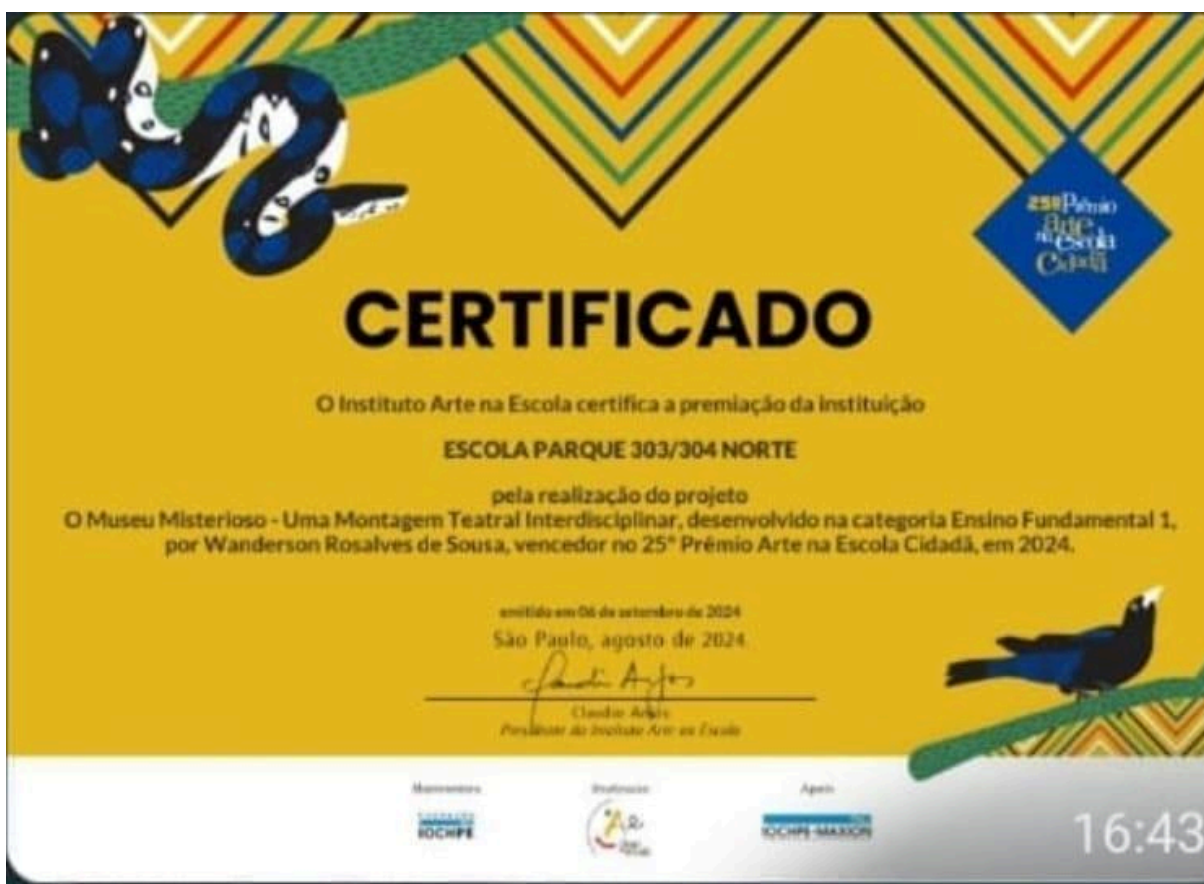 25º Prêmio
arte
na escola
Cidadã
CERTIFICADO
O Instituto Arte na Escola certifica a premiação da instituição
ESCOLA PARQUE 303/304 NORTE
pela realização do projeto
O Museu Misterioso - Uma Montagem Teatral Interdisciplinar, desenvolvido na categoria Ensino Fundamental 1,
por Wanderson Rosalves de Sousa, vencedor no 25º Prêmio Arte na Escola Cidadã, em 2024.
emitido em 06 de setembro de 2024
São Paulo, agosto de 2024.
Claudio Anjos
Presidente do Instituto Arte na Escola
Realização
Apoio
IOCHPE
IOCHPE-MAXION
16:43